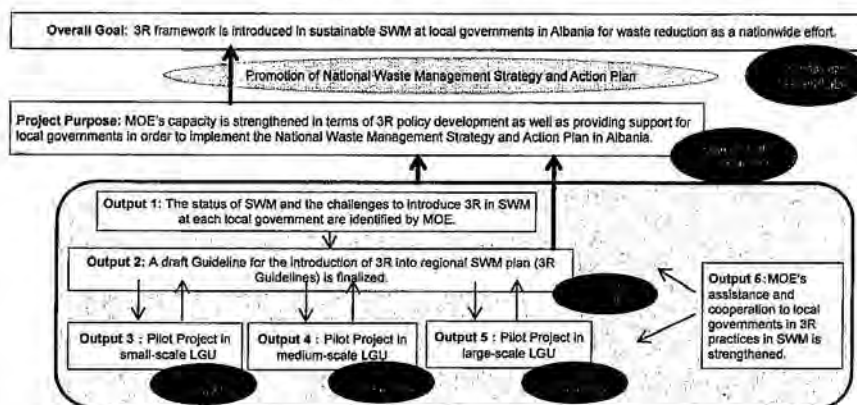 Overall Goal: 3R framework is introduced in sustainable SWM at local governments in Albania for waste reduction as a nationwide effort.
Promotion of National Waste Management Strategy and Action Plan
Project Purpose: MOE's capacity is strengthened in terms of 3R policy development as well as providing support for
local governments in order to implement the National Waste Management Strategy and Action Plan in Albania.
Output 1: The status of SWM and the challenges to introduce 3R in SWM
at each local government are identified by MOE.
Output 2: A draft Guideline for the introduction of 3R into regional SWM plan (3R
Guidelines) is finalized.
Output 3 : Pilot Project in
small-scale LGU
Output 4 : Pilot Project in
medium-scale LGU
Output 5 : Pilot Project in
large-scale LGU
Output 6:MOE's
assistance and
cooperation to local
governments in 3R
practices in SWM is
strengthened.